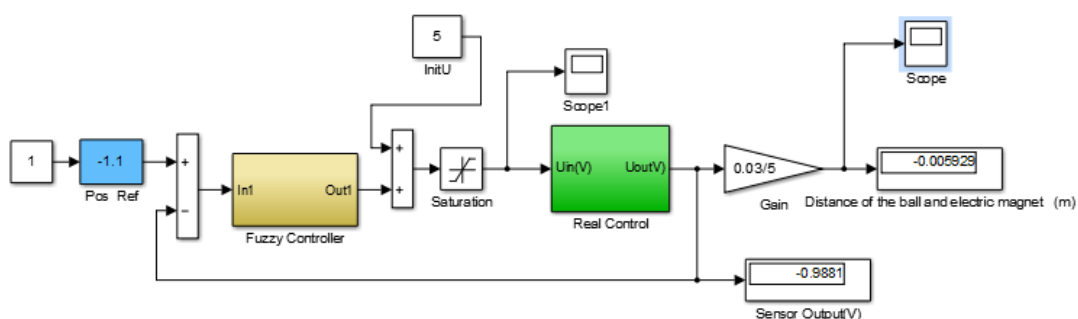 5
InitU
Scope1
Scope
1
-1.1
Pos Ref
+
−
In1
Out1
Fuzzy Controller
+
+
Saturation
Uin(V)
UoutV)
Real Control
0.03/5
Gain
-0.005929
Distance of the ball and electric magnet (m)
-0.9881
Sensor Output(V)